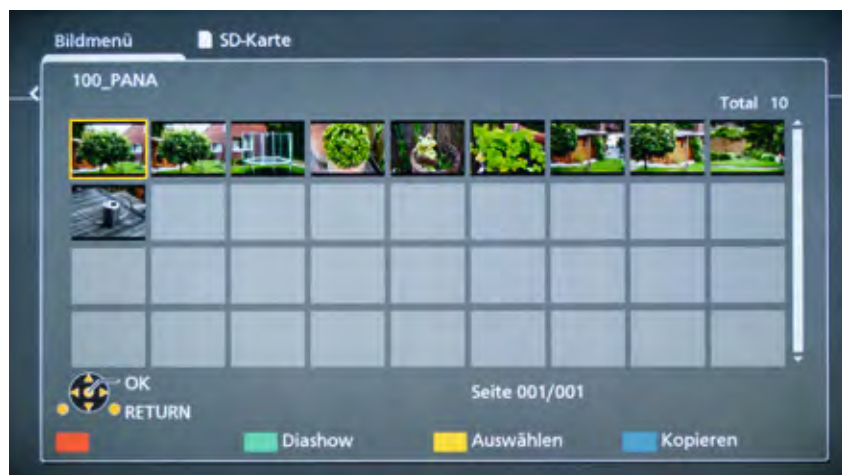 Bildmenü SD-Karte
100_PANA
Total 10
OK
RETURN
Seite 001/001
Diashow Auswählen Kopieren